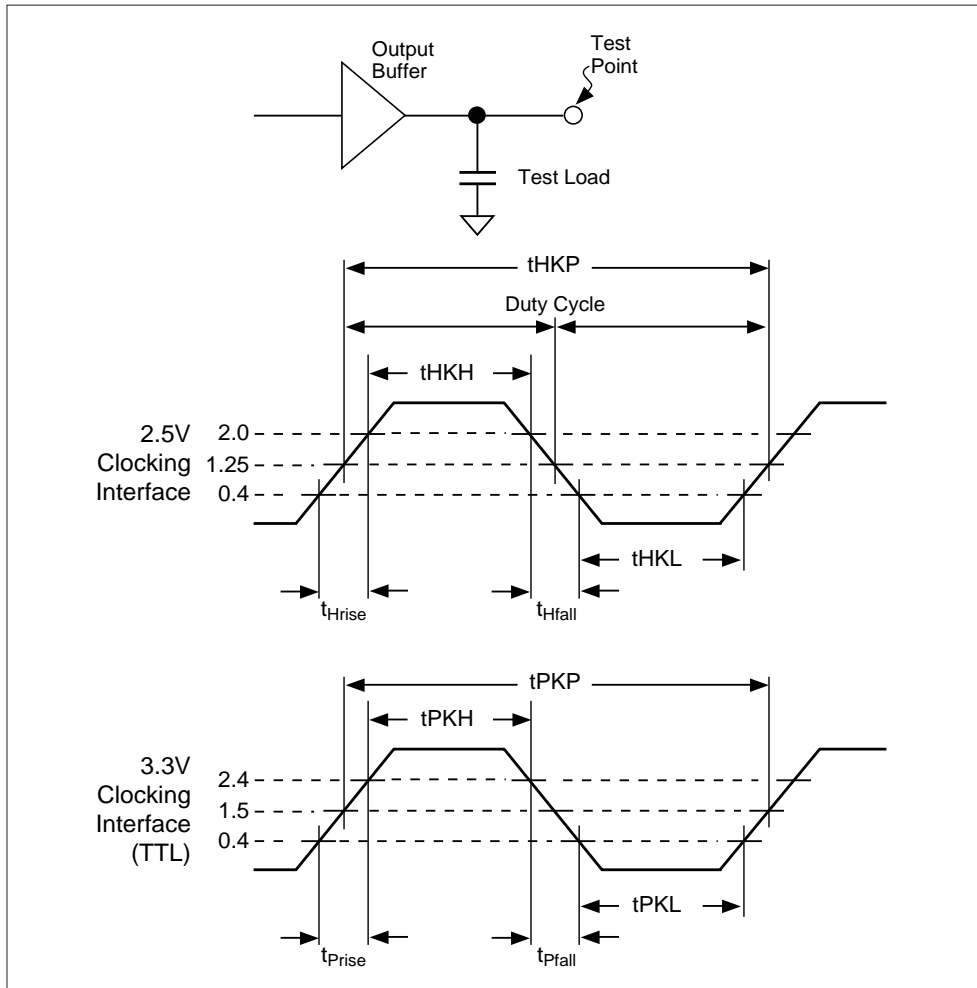 Output
Buffer
Test
Point
Test Load
tHKP
Duty Cycle
tHKH
2.5V
Clocking
Interface
2.0
1.25
0.4
tHKL
tHrise
tHfall
tPKP
tPKH
3.3V
Clocking
Interface
(TTL)
2.4
1.5
0.4
tPKL
tPrise
tPfall